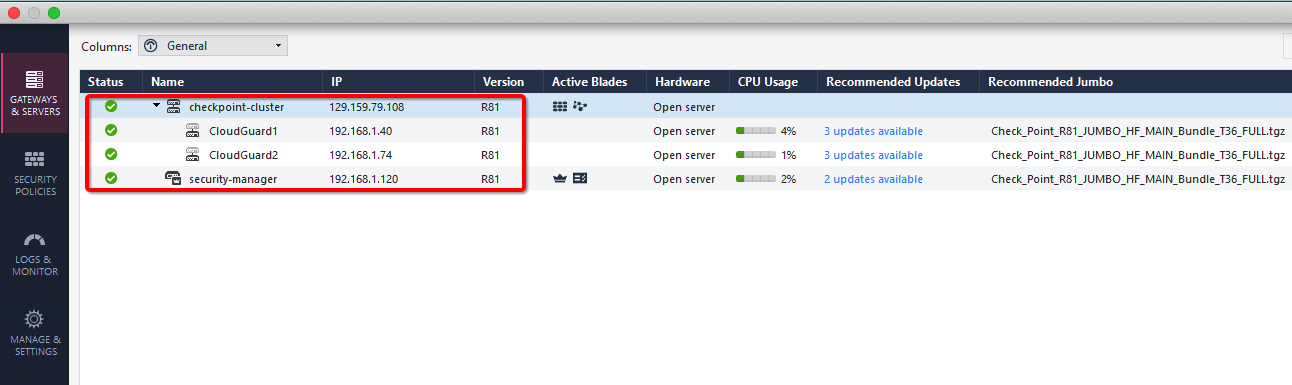 Columns: General
GATEWAYS
& SERVERS
SECURITY
POLICIES
LOGS &
MONITOR
MANAGE &
SETTINGS
Status Name IP Version Active Blades Hardware CPU Usage Recommended Updates Recommended Jumbo
checkpoint-cluster 129.159.79.108 R81 Open server
CloudGuard1 192.168.1.40 R81 Open server 4% 3 updates available Check_Point_R81_JUMBO_HF_MAIN_Bundle_T36_FULL.tgz
CloudGuard2 192.168.1.74 R81 Open server 1% 3 updates available Check_Point_R81_JUMBO_HF_MAIN_Bundle_T36_FULL.tgz
security-manager 192.168.1.120 R81 Open server 2% 2 updates available Check_Point_R81_JUMBO_HF_MAIN_Bundle_T36_FULL.tgz